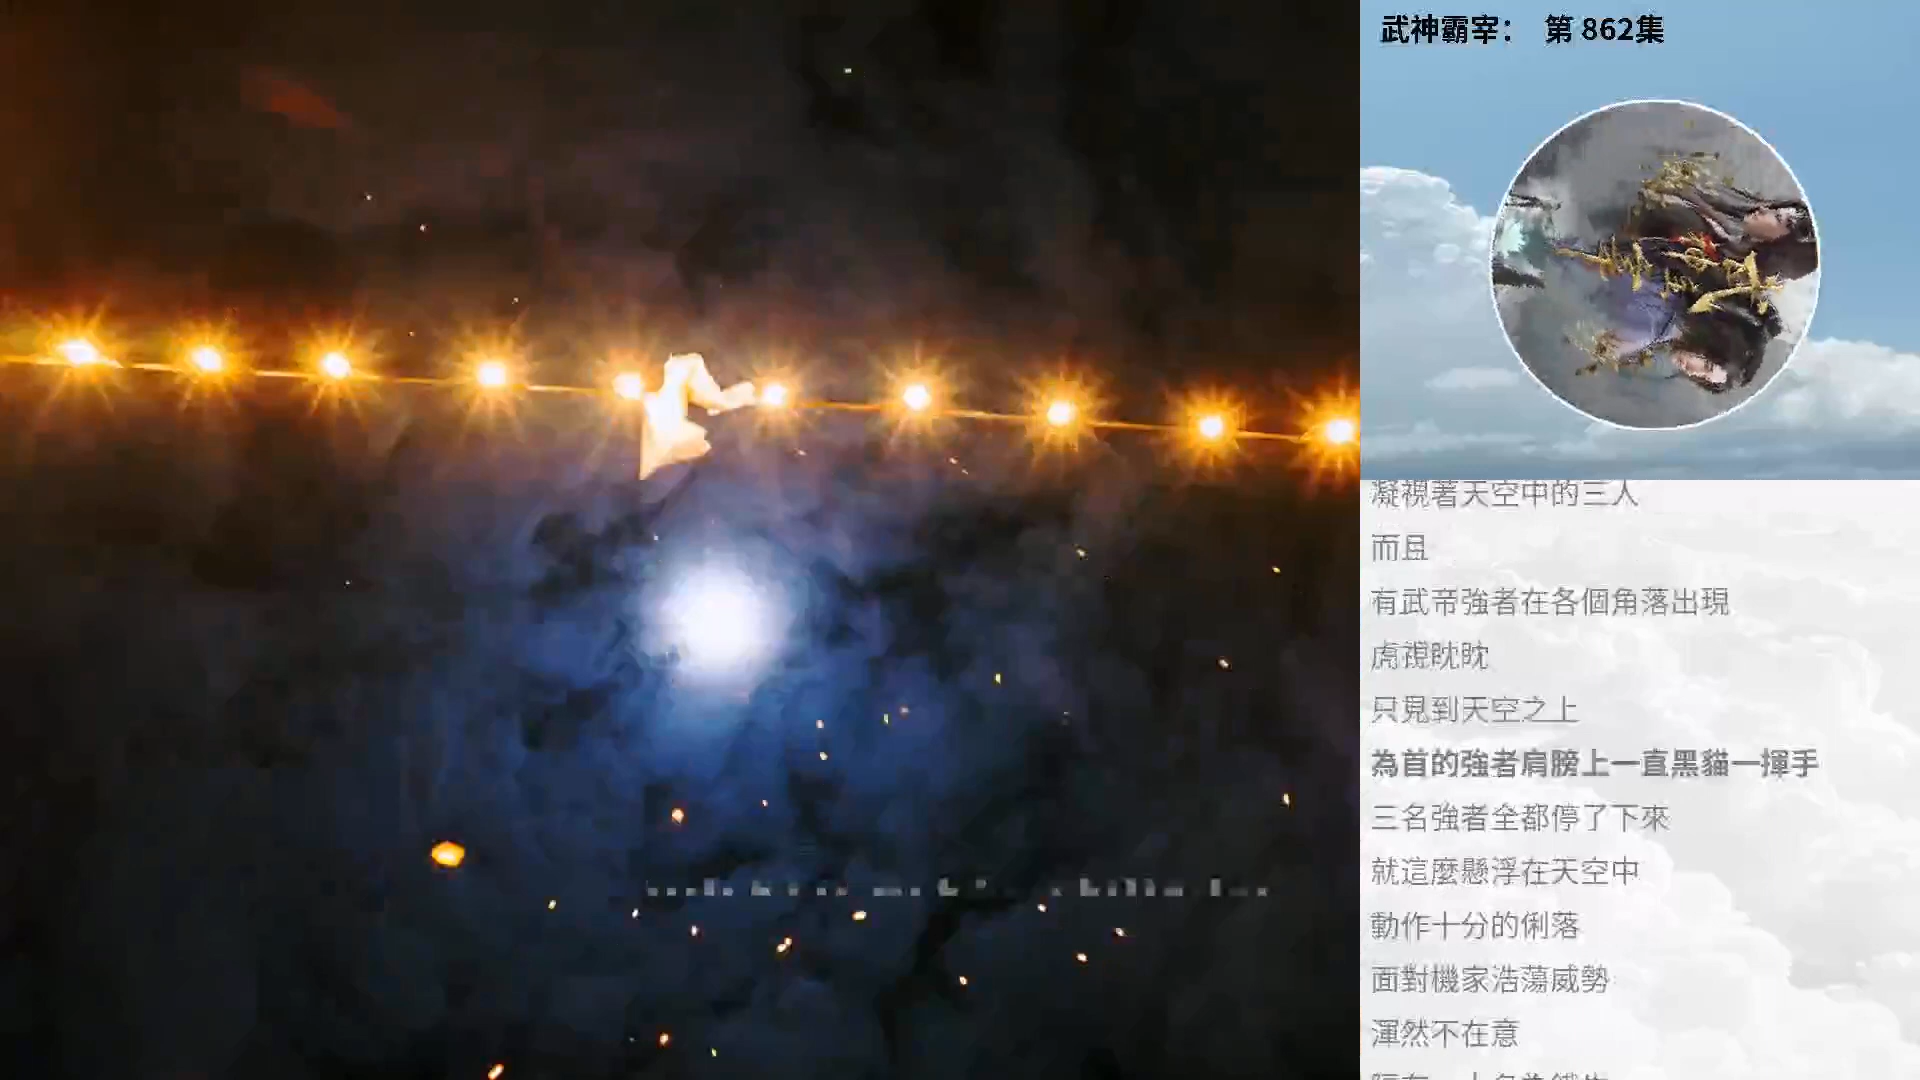 武神霸宰： 第 862集
凝視著天空中的三人
而且
有武帝強者在各個角落出現
虎視眈眈
只見到天空之上
為首的強者肩膀上一直黑貓一揮手
三名強者全都停了下來
就這麼懸浮在天空中
動作十分的俐落
面對機家浩蕩威勢
渾然不在意